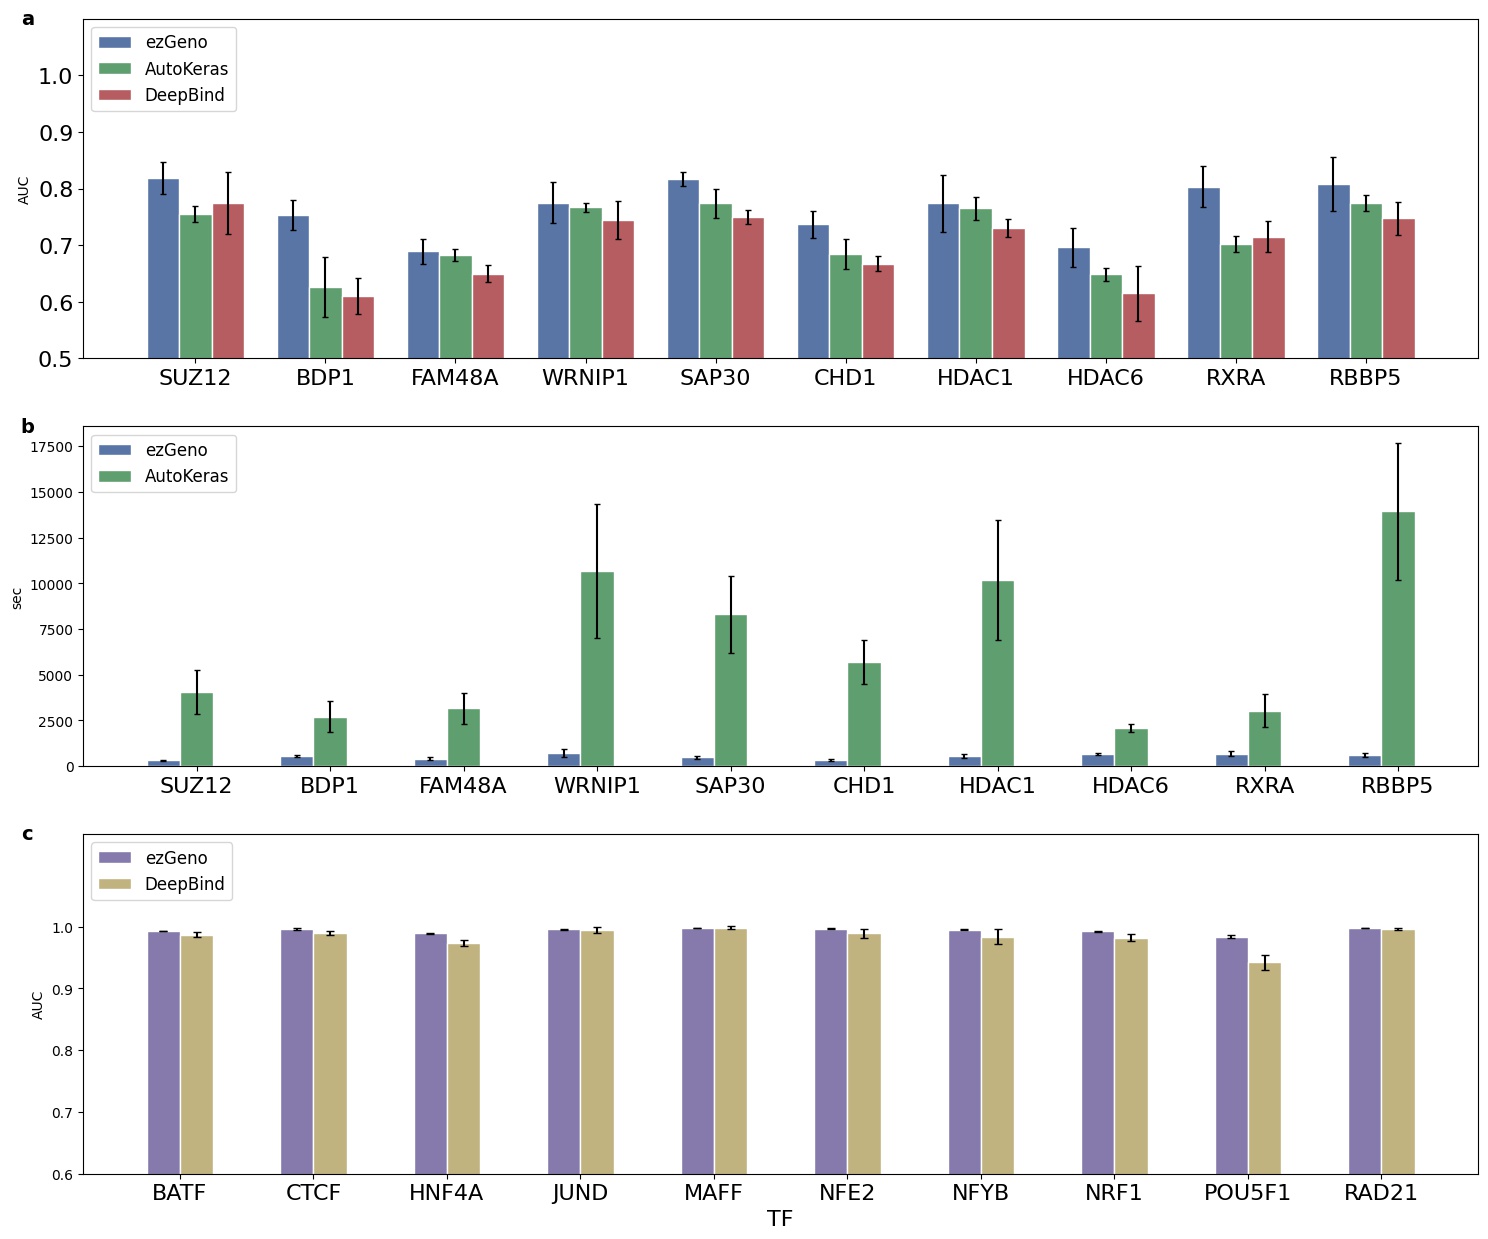 a
ezGeno
AutoKeras
DeepBind
1.0
0.9
0.8
0.7
0.6
0.5
AUC
SUZ12 BDP1 FAM48A WRNIP1 SAP30 CHD1 HDAC1 HDAC6 RXRA RBBP5
b
ezGeno
AutoKeras
17500
15000
12500
10000
7500
5000
2500
0
sec
SUZ12 BDP1 FAM48A WRNIP1 SAP30 CHD1 HDAC1 HDAC6 RXRA RBBP5
c
ezGeno
DeepBind
1.0
0.9
0.8
0.7
0.6
AUC
BATF CTCF HNF4A JUND MAFF NFE2 NFYB NRF1 POU5F1 RAD21
TF